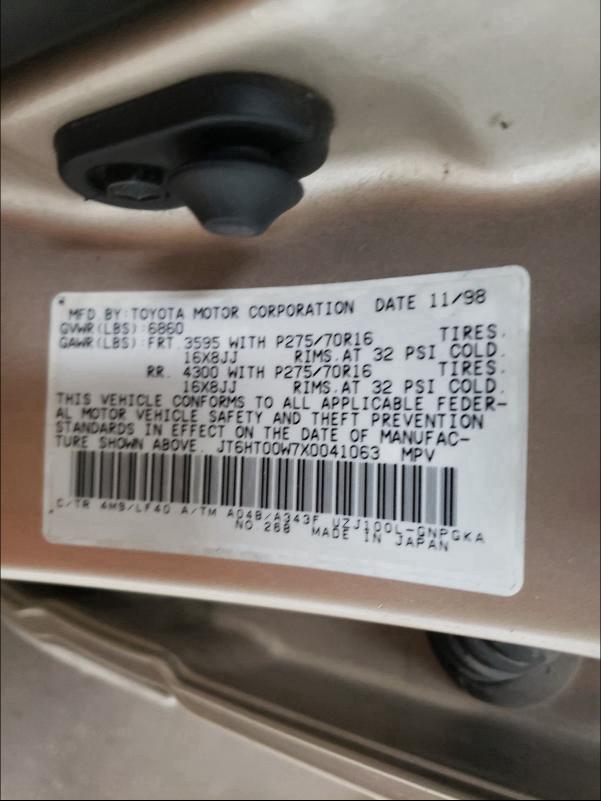 MFD. BY: TOYOTA MOTOR CORPORATION DATE 11/98
GVWR(LBS): 6860
GAWR(LBS): FRT. 3595 WITH P275/70R16 TIRES.
16X8JJ RIMS. AT 32 PSI COLD.
RR. 4300 WITH P275/70R16 TIRES.
16X8JJ RIMS. AT 32 PSI COLD.
THIS VEHICLE CONFORMS TO ALL APPLICABLE FEDER-
AL MOTOR VEHICLE SAFETY AND THEFT PREVENTION
STANDARDS IN EFFECT ON THE DATE OF MANUFAC-
TURE SHOWN ABOVE. JT6HT00W7X0041063 MPV
C/TR 4M9/LF40 A/TM A04B/A343F UZJ100L-GNPGKA
NO.268 MADE IN JAPAN